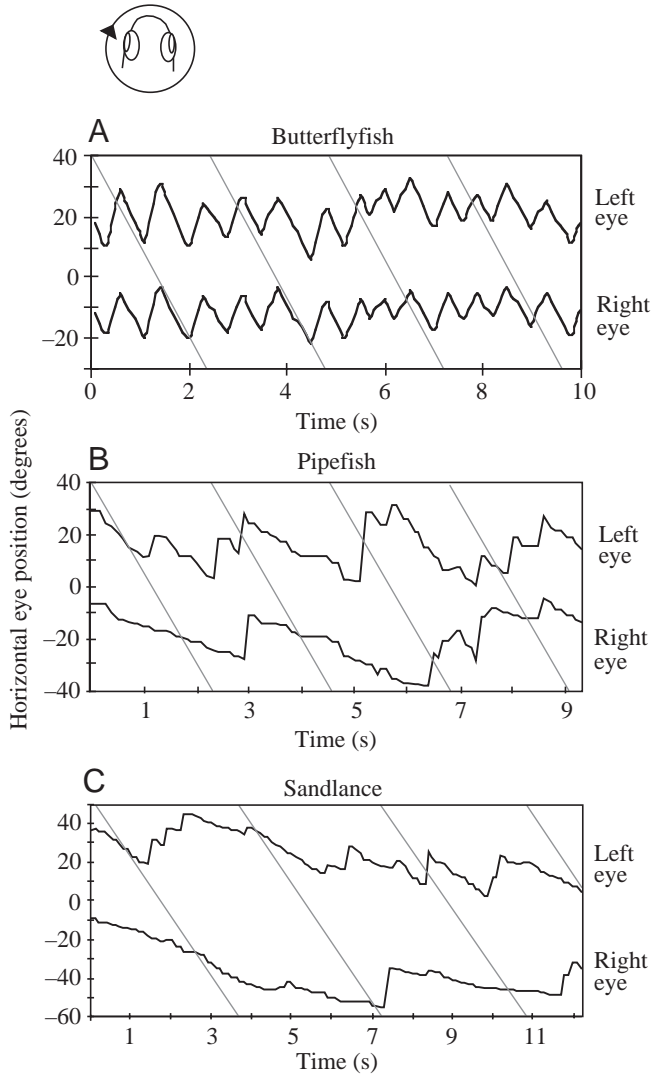 A
Butterflyfish
40
20
0
–20
Left
eye
Right
eye
0 2 4 6 8 10
Time (s)
Horizontal eye position (degrees)
B
Pipefish
40
20
0
–20
–40
Left
eye
Right
eye
1 3 5 7 9
Time (s)
C
Sandlance
40
20
0
–20
–40
–60
Left
eye
Right
eye
1 3 5 7 9 11
Time (s)